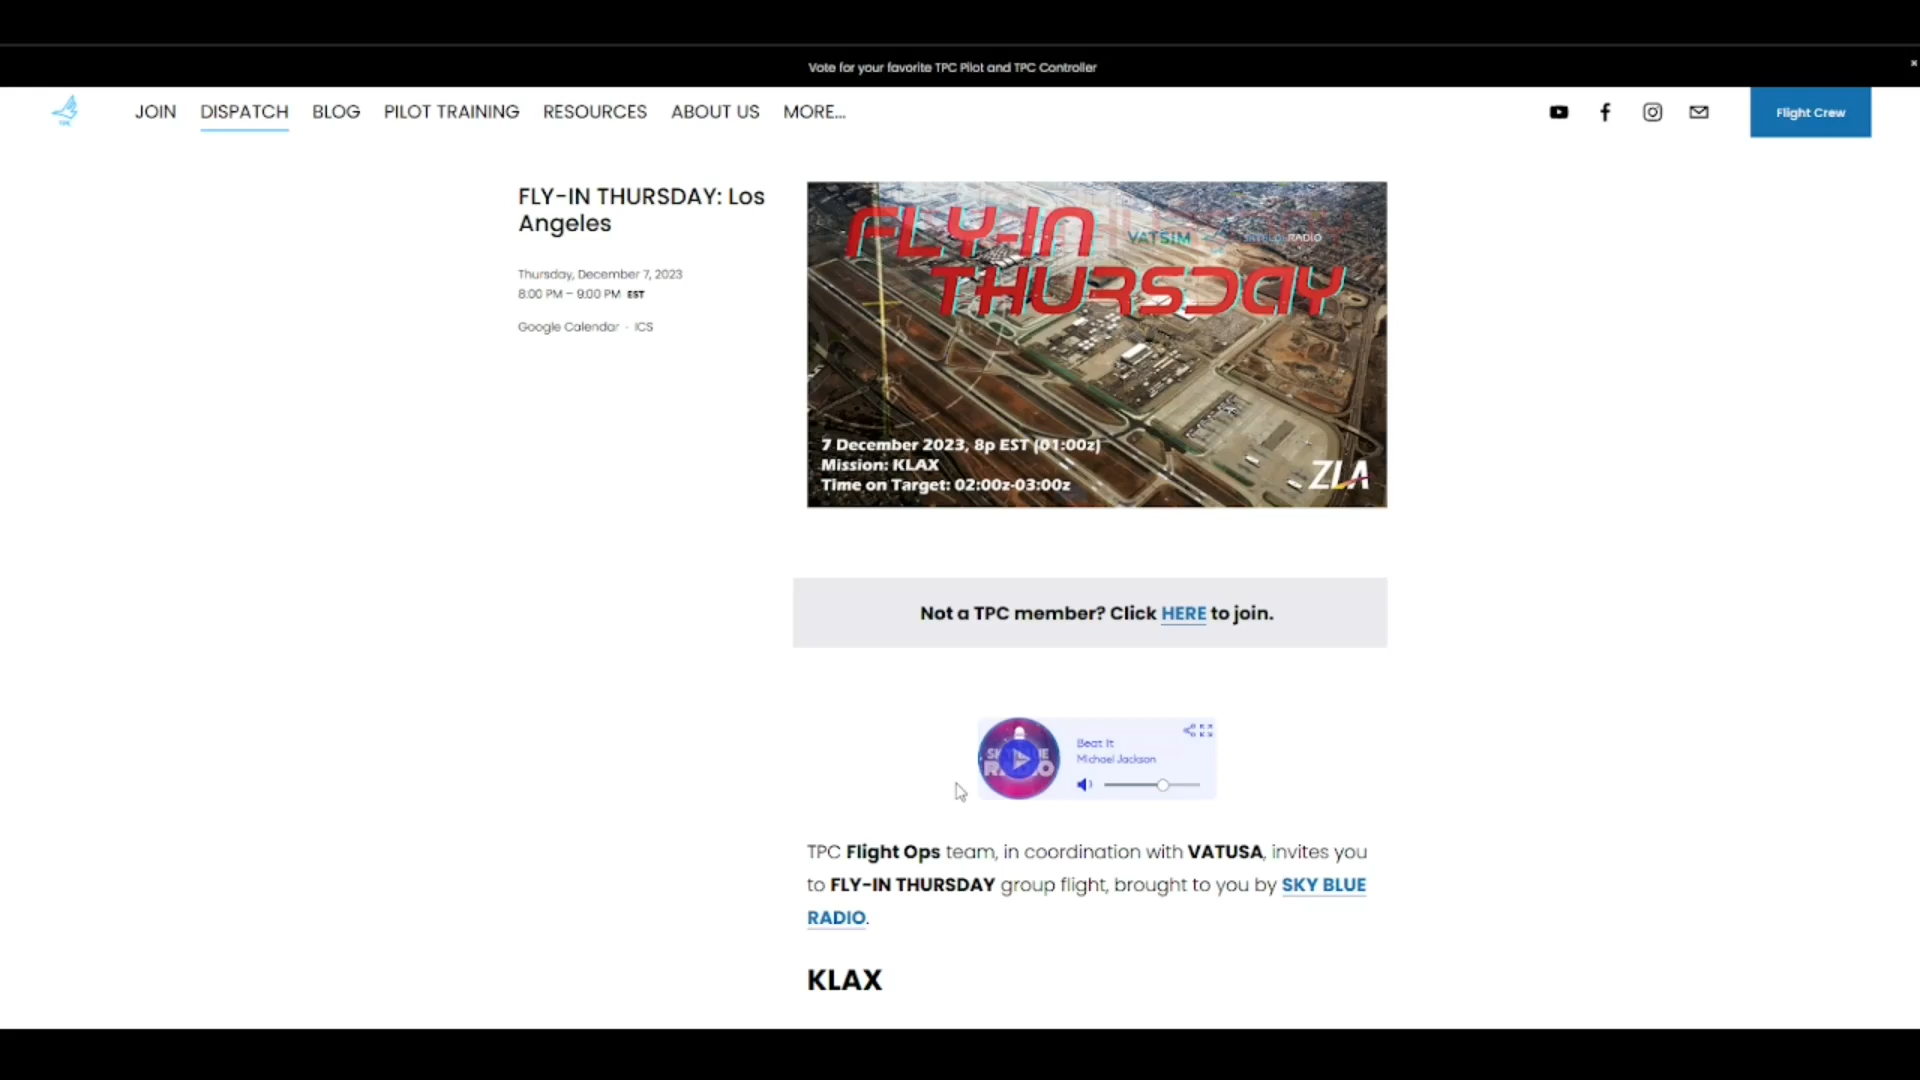 Vote for your favorite TPC Pilot and TPC Controller
TPC
JOIN DISPATCH BLOG PILOT TRAINING RESOURCES ABOUT US MORE...
Flight Crew
FLY-IN THURSDAY: Los
Angeles
Thursday, December 7, 2023
8:00 PM – 9:00 PM EST
Google Calendar · ICS
FLY-IN
VATSIM
SKYBLUERADIO
THURSDAY
7 December 2023, 8p EST (01:00z)
Mission: KLAX
Time on Target: 02:00z-03:00z
ZLA
Not a TPC member? Click HERE to join.
SKY BLUE
RADIO
Beat It
Michael Jackson
TPC Flight Ops team, in coordination with VATUSA, invites you
to FLY-IN THURSDAY group flight, brought to you by SKY BLUE
RADIO.
KLAX